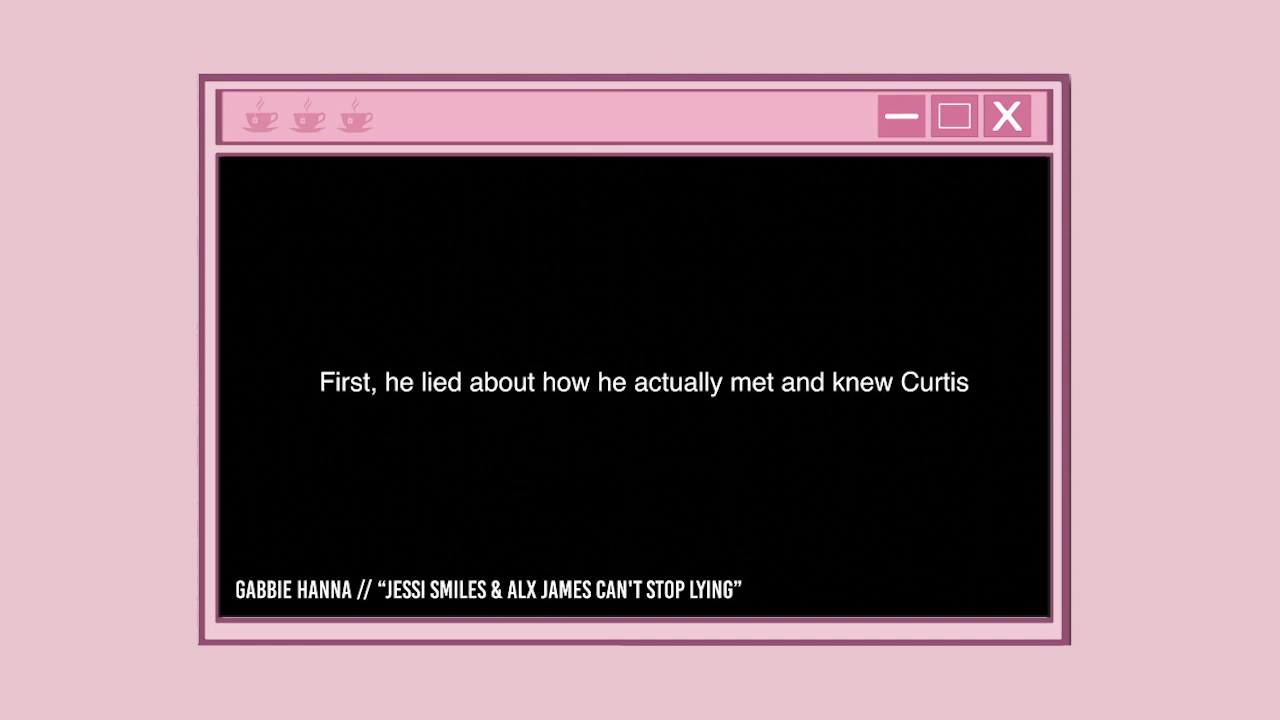 First, he lied about how he actually met and knew Curtis
GABBIE HANNA // “JESSI SMILES & ALX JAMES CAN'T STOP LYING”